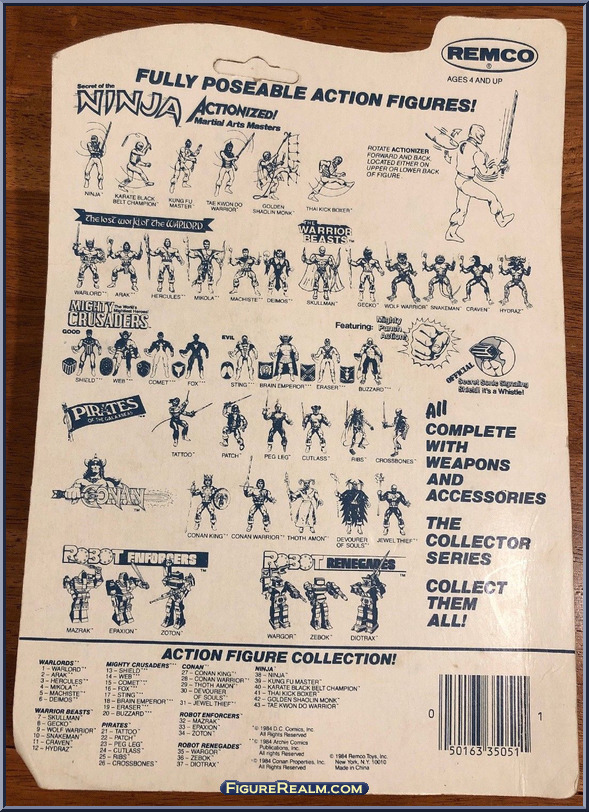 REMCO
®
AGES 4 AND UP
FULLY POSEABLE ACTION FIGURES!
Secret of the
NINJA ACTIONIZED!
Martial Arts Masters
ROTATE ACTIONIZER
FORWARD AND BACK.
LOCATED EITHER ON
UPPER OR LOWER BACK
OF FIGURE.
NINJA
KARATE BLACK
BELT CHAMPION
KUNG FU
MASTER
TAE KWON DO
WARRIOR
GOLDEN
SHAOLIN MONK
THAI KICK BOXER
The lost world of the WARLORD
THE
WARRIOR
BEASTS
WARLORD
ARAK
HERCULES
MIKOLA
MACHISTE
DEIMOS
SKULLMAN
GECKO
WOLF WARRIOR
SNAKEMAN
CRAVEN
HYDRAZ
MIGHTY The World's
Mightiest Heroes!
CRUSADERS
GOOD
EVIL
Featuring: Mighty
Punch
Action!
SHIELD
WEB
COMET
FOX
STING
BRAIN EMPEROR
ERASER
BUZZARD
OFFICIAL
Secret Sonic Signaling
Shield! It's a Whistle!
PIRATES
OF THE GALAXSEAS
TATTOO
PATCH
PEG LEG
CUTLASS
RIBS
CROSSBONES
All
COMPLETE
WITH
WEAPONS
AND
ACCESSORIES
THE
COLLECTOR
SERIES
COLLECT
THEM
ALL!
CONAN
CONAN KING
CONAN WARRIOR
THOTH AMON
DEVOURER
OF SOULS
JEWEL THIEF
ROBOT ENFORCERS
MAZRAK
EPAXION
ZOTON
ROBOT RENEGADES
WARGOR
ZEBOK
DIOTRAX
ACTION FIGURE COLLECTION!
WARLORDS
1 – WARLORD
2 – ARAK
3 – HERCULES
4 – MIKOLA
5 – MACHISTE
6 – DEIMOS
WARRIOR BEASTS
7 – SKULLMAN
8 – GECKO
9 – WOLF WARRIOR
10 – SNAKEMAN
11 – CRAVEN
12 – HYDRAZ
MIGHTY CRUSADERS
13 – SHIELD
14 – WEB
15 – COMET
16 – FOX
17 – STING
18 – BRAIN EMPEROR
19 – ERASER
20 – BUZZARD
PIRATES
21 – TATTOO
22 – PATCH
23 – PEG LEG
24 – CUTLASS
25 – RIBS
26 – CROSSBONES
CONAN
27 – CONAN KING
28 – CONAN WARRIOR
29 – THOTH AMON
30 – DEVOURER
OF SOULS
31 – JEWEL THIEF
ROBOT ENFORCERS
32 – MAZRAK
33 – EPAXION
34 – ZOTON
ROBOT RENEGADES
35 – WARGOR
36 – ZEBOK
37 – DIOTRAX
NINJA
38 – NINJA
39 – KUNG FU MASTER
40 – KARATE BLACK BELT CHAMPION
41 – THAI KICK BOXER
42 – GOLDEN SHAOLIN MONK
43 – TAE KWON DO WARRIOR
© 1984 D.C. Comics, Inc.
All Rights Reserved
© 1984 Archie Comics
Publications, Inc.
All rights Reserved
© 1984 Conan Properties, Inc.
All Rights Reserved
© 1984 Remco Toys, Inc.
New York, N.Y. 10010
Made in China
0 50163 35051 1
FIGUREREALM.COM